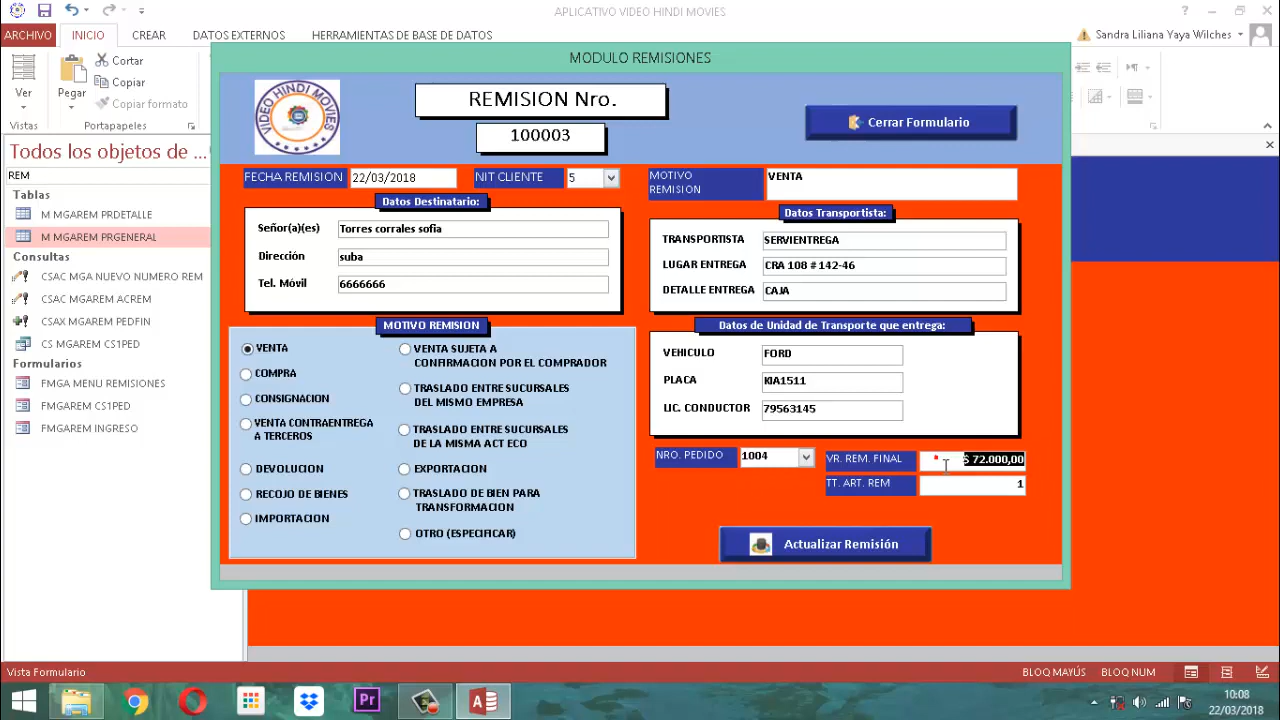 APLICATIVO VIDEO HINDI MOVIES
ARCHIVO INICIO CREAR DATOS EXTERNOS HERRAMIENTAS DE BASE DE DATOS
Sandra Liliana Yaya Wilches
Ver
Pegar
Cortar
Copiar
Copiar formato
Vistas
Portapapeles
Todos los objetos de ...
REM
Tablas
M MGAREM PRDETALLE
M MGAREM PRGENERAL
Consultas
CSAC MGA NUEVO NUMERO REM
CSAX MGAREM ACREM
CSAX MGAREM PEDFIN
CS MGAREM CS1PED
Formularios
FMGA MENU REMISIONES
FMGAREM CS1PED
FMGAREM INGRESO
MODULO REMISIONES
VIDEO HINDI MOVIES
REMISION Nro.
100003
Cerrar Formulario
FECHA REMISION 22/03/2018 NIT CLIENTE 5
MOTIVO
REMISION
VENTA
Datos Destinatario:
Señor(a)(es) Torres corrales sofia
Dirección suba
Tel. Móvil 6666666
Datos Transportista:
TRANSPORTISTA SERVIENTREGA
LUGAR ENTREGA CRA 108 # 142-46
DETALLE ENTREGA CAJA
MOTIVO REMISION
VENTA
COMPRA
CONSIGNACION
VENTA CONTRAENTREGA
A TERCEROS
DEVOLUCION
RECOJO DE BIENES
IMPORTACION
VENTA SUJETA A
CONFIRMACION POR EL COMPRADOR
TRASLADO ENTRE SUCURSALES
DEL MISMO EMPRESA
TRASLADO ENTRE SUCURSALES
DE LA MISMA ACT ECO
EXPORTACION
TRASLADO DE BIEN PARA
TRANSFORMACION
OTRO (ESPECIFICAR)
Datos de Unidad de Transporte que entrega:
VEHICULO FORD
PLACA KIA1511
LIC. CONDUCTOR 79563145
NRO. PEDIDO 1004
VR. REM. FINAL $ 72.000,00
TT. ART. REM 1
Actualizar Remisión
Vista Formulario
BLOQ MAYÚS BLOQ NUM
Pr
10:08
22/03/2018